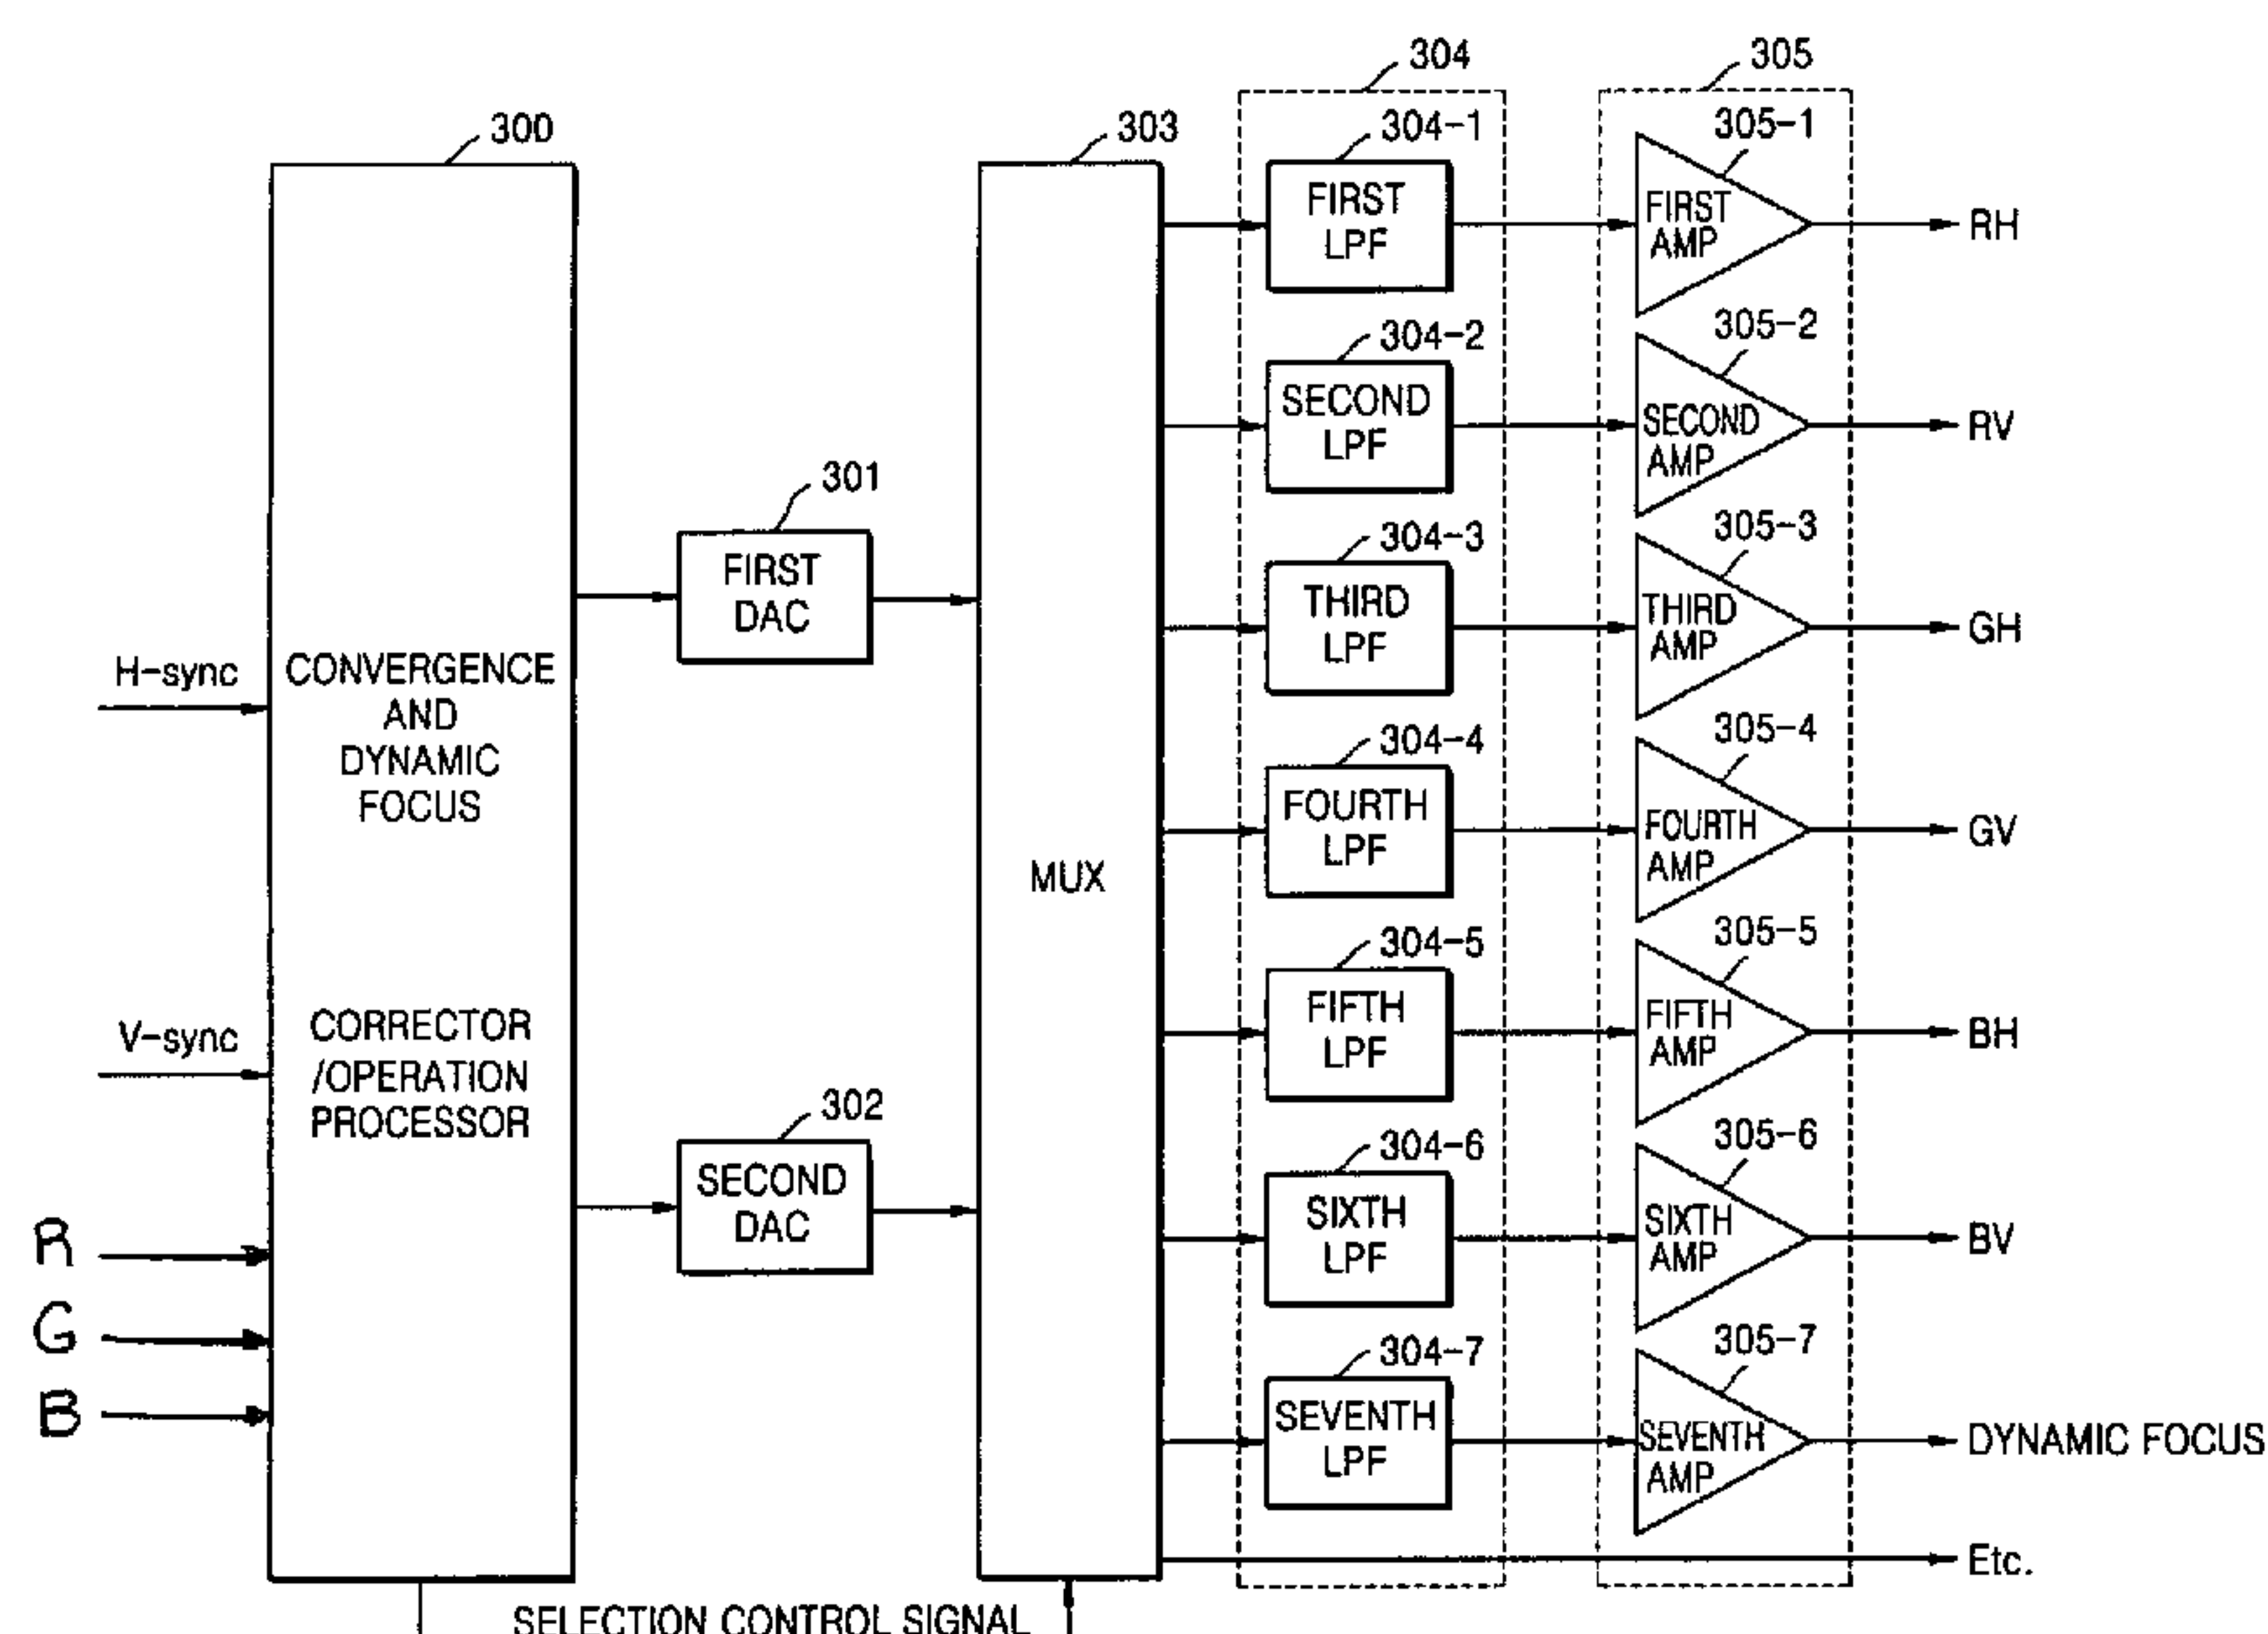 304
305
300
303
304-1
305-1
FIRST
LPF
FIRST
AMP
RH
304-2
305-2
SECOND
LPF
SECOND
AMP
RV
301
FIRST
DAC
304-3
305-3
THIRD
LPF
THIRD
AMP
GH
H-sync
CONVERGENCE
AND
DYNAMIC
FOCUS
304-4
305-4
FOURTH
LPF
FOURTH
AMP
GV
MUX
304-5
305-5
FIFTH
LPF
FIFTH
AMP
BH
V-sync
CORRECTOR
/OPERATION
PROCESSOR
302
SECOND
DAC
304-6
305-6
SIXTH
LPF
SIXTH
AMP
BV
R
G
B
304-7
305-7
SEVENTH
LPF
SEVENTH
AMP
DYNAMIC FOCUS
Etc.
SELECTION CONTROL SIGNAL